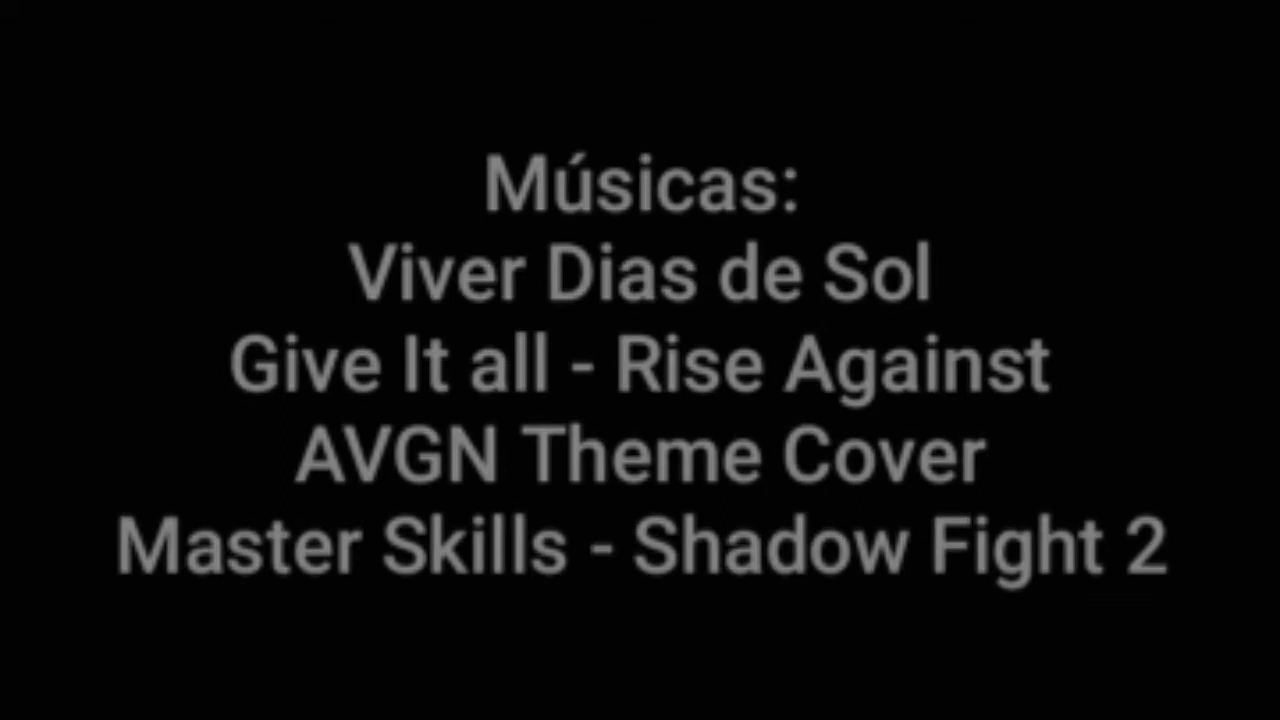 Músicas:
Viver Dias de Sol
Give It all - Rise Against
AVGN Theme Cover
Master Skills - Shadow Fight 2